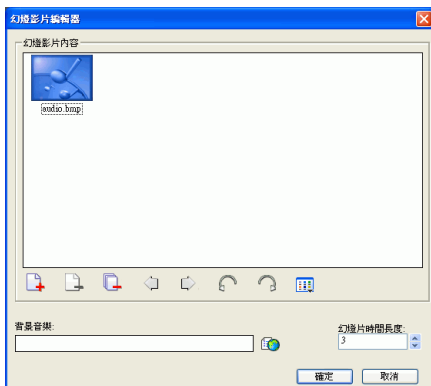 幻燈影片編輯器
幻燈影片內容
audio.bmp
背景音樂:
幻燈片時間長度:
3
確定
取消